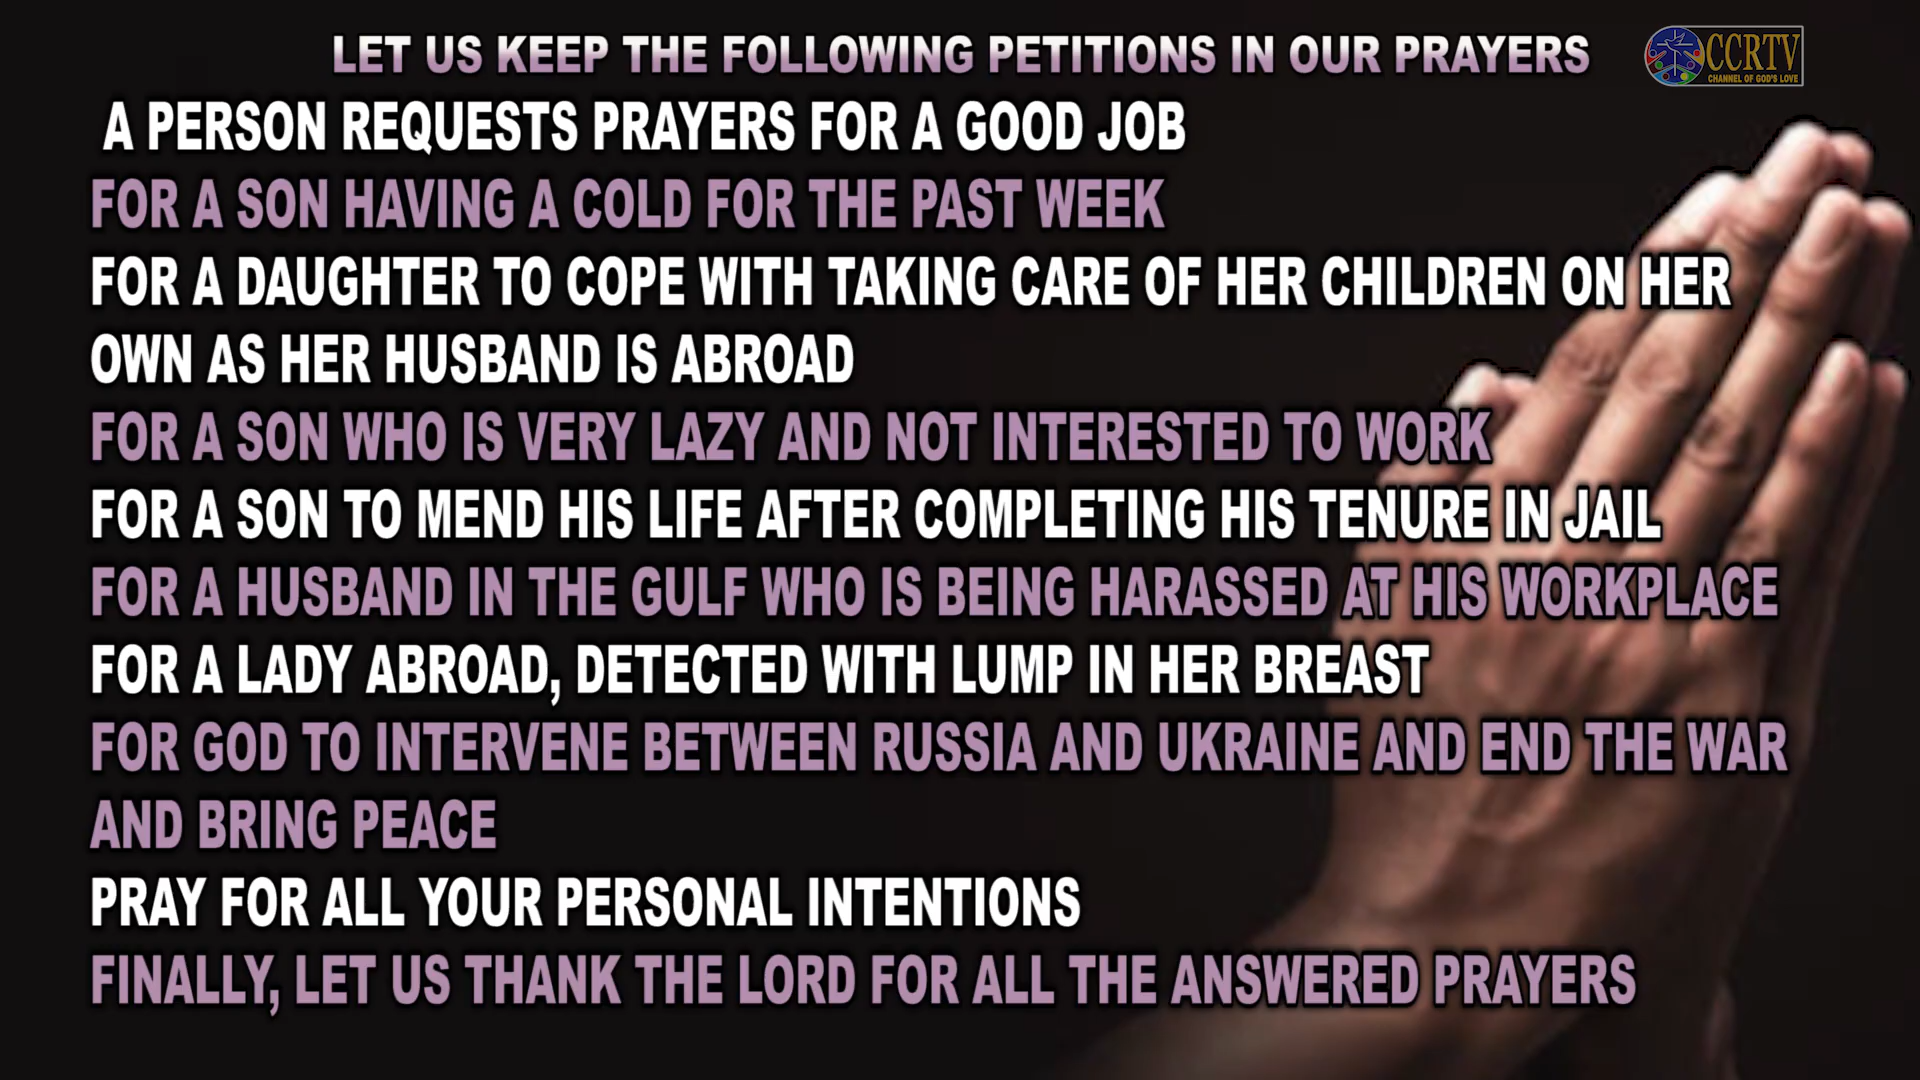 LET US KEEP THE FOLLOWING PETITIONS IN OUR PRAYERS
CCRTV
CHANNEL OF GOD'S LOVE
A PERSON REQUESTS PRAYERS FOR A GOOD JOB
FOR A SON HAVING A COLD FOR THE PAST WEEK
FOR A DAUGHTER TO COPE WITH TAKING CARE OF HER CHILDREN ON HER
OWN AS HER HUSBAND IS ABROAD
FOR A SON WHO IS VERY LAZY AND NOT INTERESTED TO WORK
FOR A SON TO MEND HIS LIFE AFTER COMPLETING HIS TENURE IN JAIL
FOR A HUSBAND IN THE GULF WHO IS BEING HARASSED AT HIS WORKPLACE
FOR A LADY ABROAD, DETECTED WITH LUMP IN HER BREAST
FOR GOD TO INTERVENE BETWEEN RUSSIA AND UKRAINE AND END THE WAR
AND BRING PEACE
PRAY FOR ALL YOUR PERSONAL INTENTIONS
FINALLY, LET US THANK THE LORD FOR ALL THE ANSWERED PRAYERS